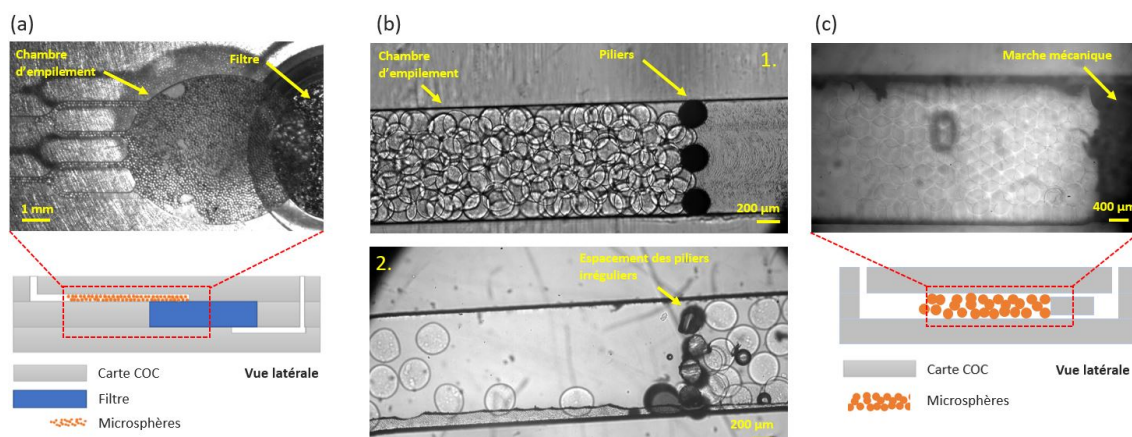 (a)
Chambre
d'empilement
Filtre
1 mm
Carte COC
Vue latérale
Filtre
Microsphères
(b)
Chambre
d'empilement
Piliers
1.
200 µm
2.
Espacement des piliers
irréguliers
200 µm
(c)
Marche mécanique
400 µm
Carte COC
Vue latérale
Microsphères